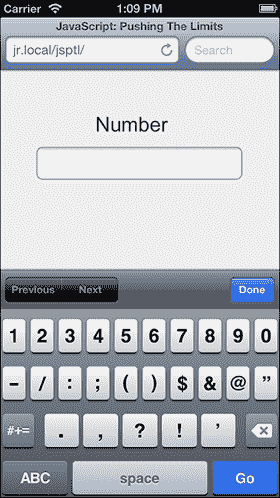 Carrier 1:09 PM
JavaScript: Pushing The Limits
jr.local/jsptl/ Search
Number
Previous Next Done
1 2 3 4 5 6 7 8 9 0
- / : ; ( ) $ & @ "
#+= . , ? ! '
ABC space Go